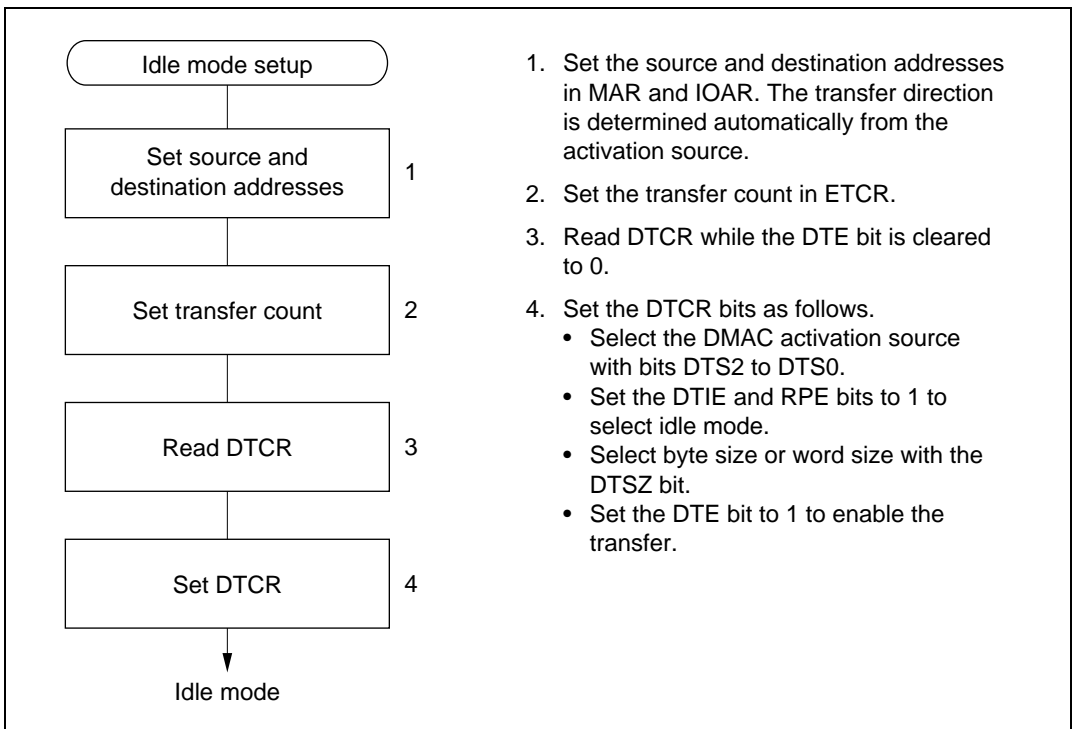 Idle mode setup
Set source and
destination addresses
1
Set transfer count
2
Read DTCR
3
Set DTCR
4
Idle mode
1. Set the source and destination addresses
in MAR and IOAR. The transfer direction
is determined automatically from the
activation source.
2. Set the transfer count in ETCR.
3. Read DTCR while the DTE bit is cleared
to 0.
4. Set the DTCR bits as follows.
• Select the DMAC activation source
with bits DTS2 to DTS0.
• Set the DTIE and RPE bits to 1 to
select idle mode.
• Select byte size or word size with the
DTSZ bit.
• Set the DTE bit to 1 to enable the
transfer.